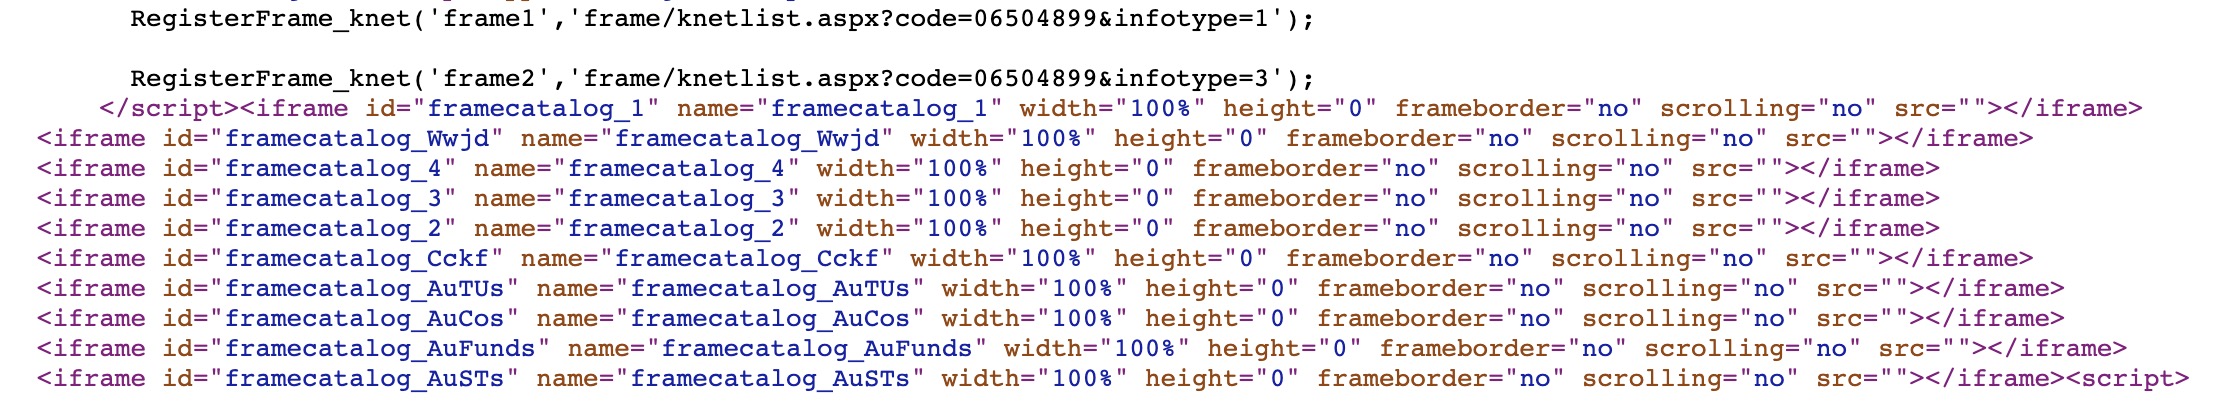 RegisterFrame_knet('frame1','frame/knetlist.aspx?code=06504899&infotype=1');
RegisterFrame_knet('frame2','frame/knetlist.aspx?code=06504899&infotype=3');
</script><iframe id="framecatalog_1" name="framecatalog_1" width="100%" height="0" frameborder="no" scrolling="no" src=""></iframe>
<iframe id="framecatalog_Wwjd" name="framecatalog_Wwjd" width="100%" height="0" frameborder="no" scrolling="no" src=""></iframe>
<iframe id="framecatalog_4" name="framecatalog_4" width="100%" height="0" frameborder="no" scrolling="no" src=""></iframe>
<iframe id="framecatalog_3" name="framecatalog_3" width="100%" height="0" frameborder="no" scrolling="no" src=""></iframe>
<iframe id="framecatalog_2" name="framecatalog_2" width="100%" height="0" frameborder="no" scrolling="no" src=""></iframe>
<iframe id="framecatalog_Cckf" name="framecatalog_Cckf" width="100%" height="0" frameborder="no" scrolling="no" src=""></iframe>
<iframe id="framecatalog_AuTUs" name="framecatalog_AuTUs" width="100%" height="0" frameborder="no" scrolling="no" src=""></iframe>
<iframe id="framecatalog_AuCos" name="framecatalog_AuCos" width="100%" height="0" frameborder="no" scrolling="no" src=""></iframe>
<iframe id="framecatalog_AuFunds" name="framecatalog_AuFunds" width="100%" height="0" frameborder="no" scrolling="no" src=""></iframe>
<iframe id="framecatalog_AuSTs" name="framecatalog_AuSTs" width="100%" height="0" frameborder="no" scrolling="no" src=""></iframe><script>